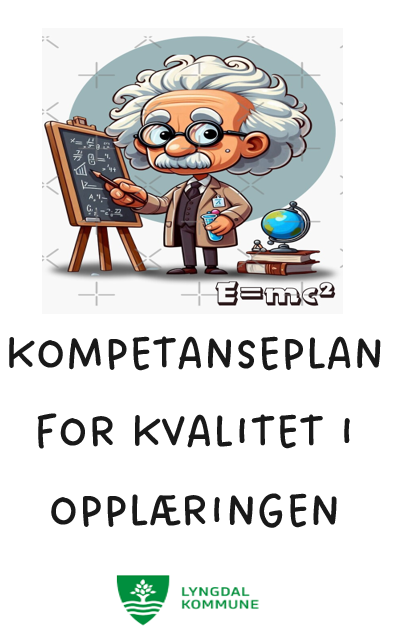 E=mc²
KOMPETANSEPLAN
FOR KVALITET I
OPPLÆRINGEN
LYNGDAL
KOMMUNE